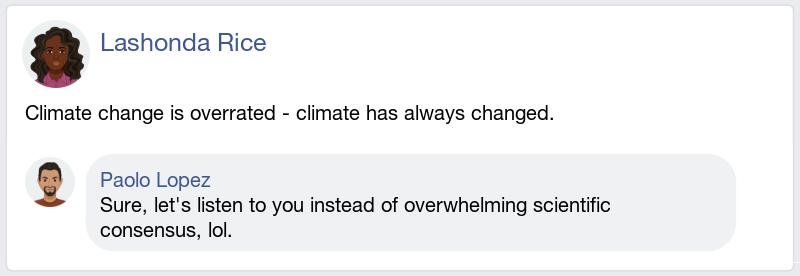 Lashonda Rice
Climate change is overrated - climate has always changed.
Paolo Lopez
Sure, let's listen to you instead of overwhelming scientific
consensus, lol.